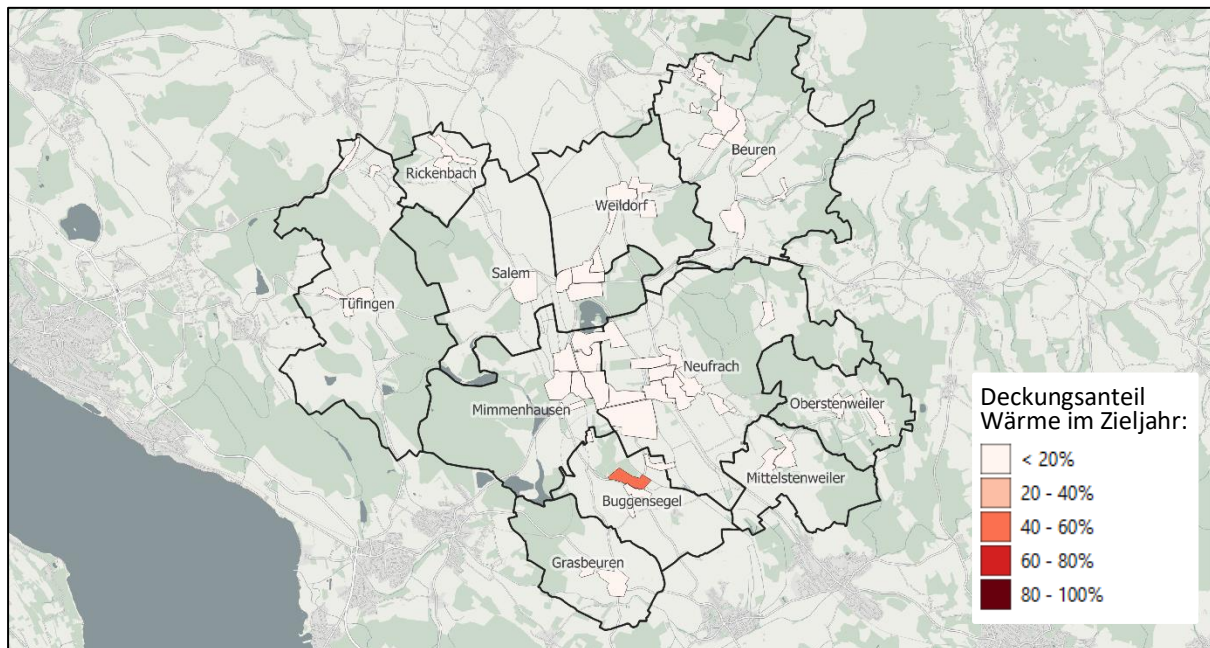 Beuren
Rickenbach
Weildorf
Salem
Tüfingen
Neufrach
Mimmenhausen
Oberstenweiler
Mittelstenweiler
Buggensegel
Grasbeuren
Deckungsanteil
Wärme im Zieljahr:
< 20%
20 - 40%
40 - 60%
60 - 80%
80 - 100%